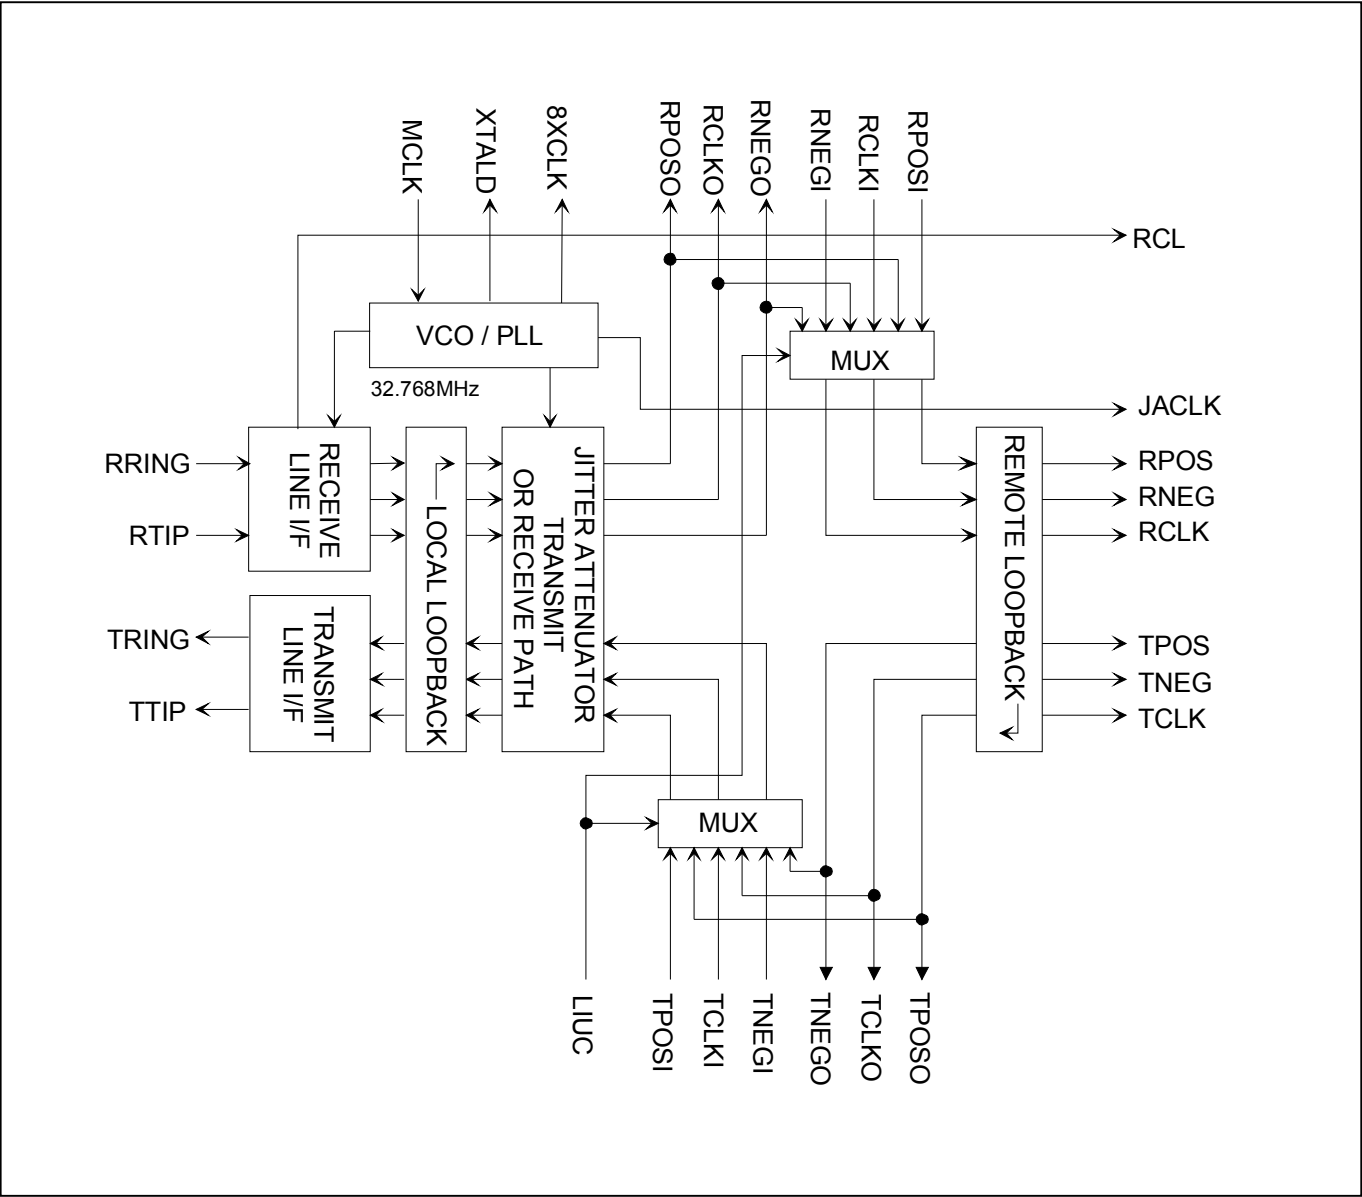 MCLK
XTALD
8XCLK
RPOSO
RCLKO
RNEGO
RNEGI
RCLKI
RPOSI
RCL
VCO / PLL
MUX
32.768MHz
JACLK
RRING
RTIP
RECEIVE
LINE I/F
LOCAL LOOPBACK
JITTER ATTENUATOR
TRANSMIT
OR RECEIVE PATH
REMOTE LOOPBACK
RPOS
RNEG
RCLK
TRING
TTIP
TRANSMIT
LINE I/F
TPOS
TNEG
TCLK
MUX
LIUC
TPOSI
TCLKI
TNEGI
TNEGO
TCLKO
TPOSO